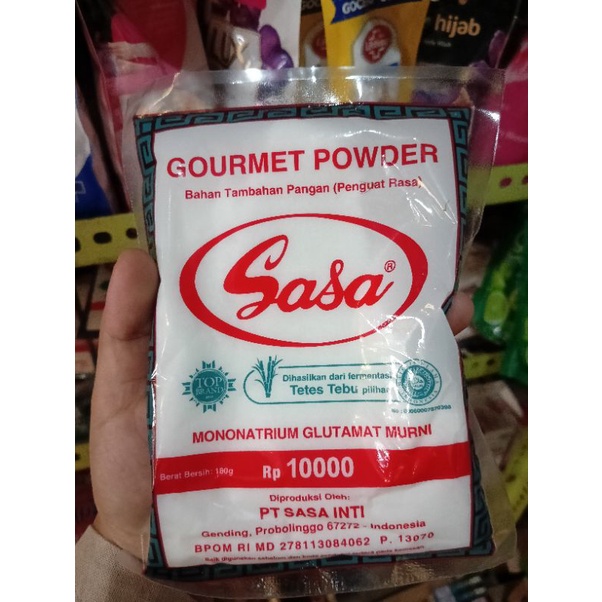 GOCL
hijab
GOURMET POWDER
Bahan Tambahan Pangan (Penguat Rasa)
Sasa®
TOP
BRAND
Dihasilkan dari fermentasi
Tetes Tebu pilihan
MONONATRIUM GLUTAMAT MURNI
Berat Bersih: 180g
Rp 10000
Diproduksi Oleh:
PT SASA INTI
Gending, Probolinggo 67272 - Indonesia
BPOM RI MD 278113084062 P. 13070